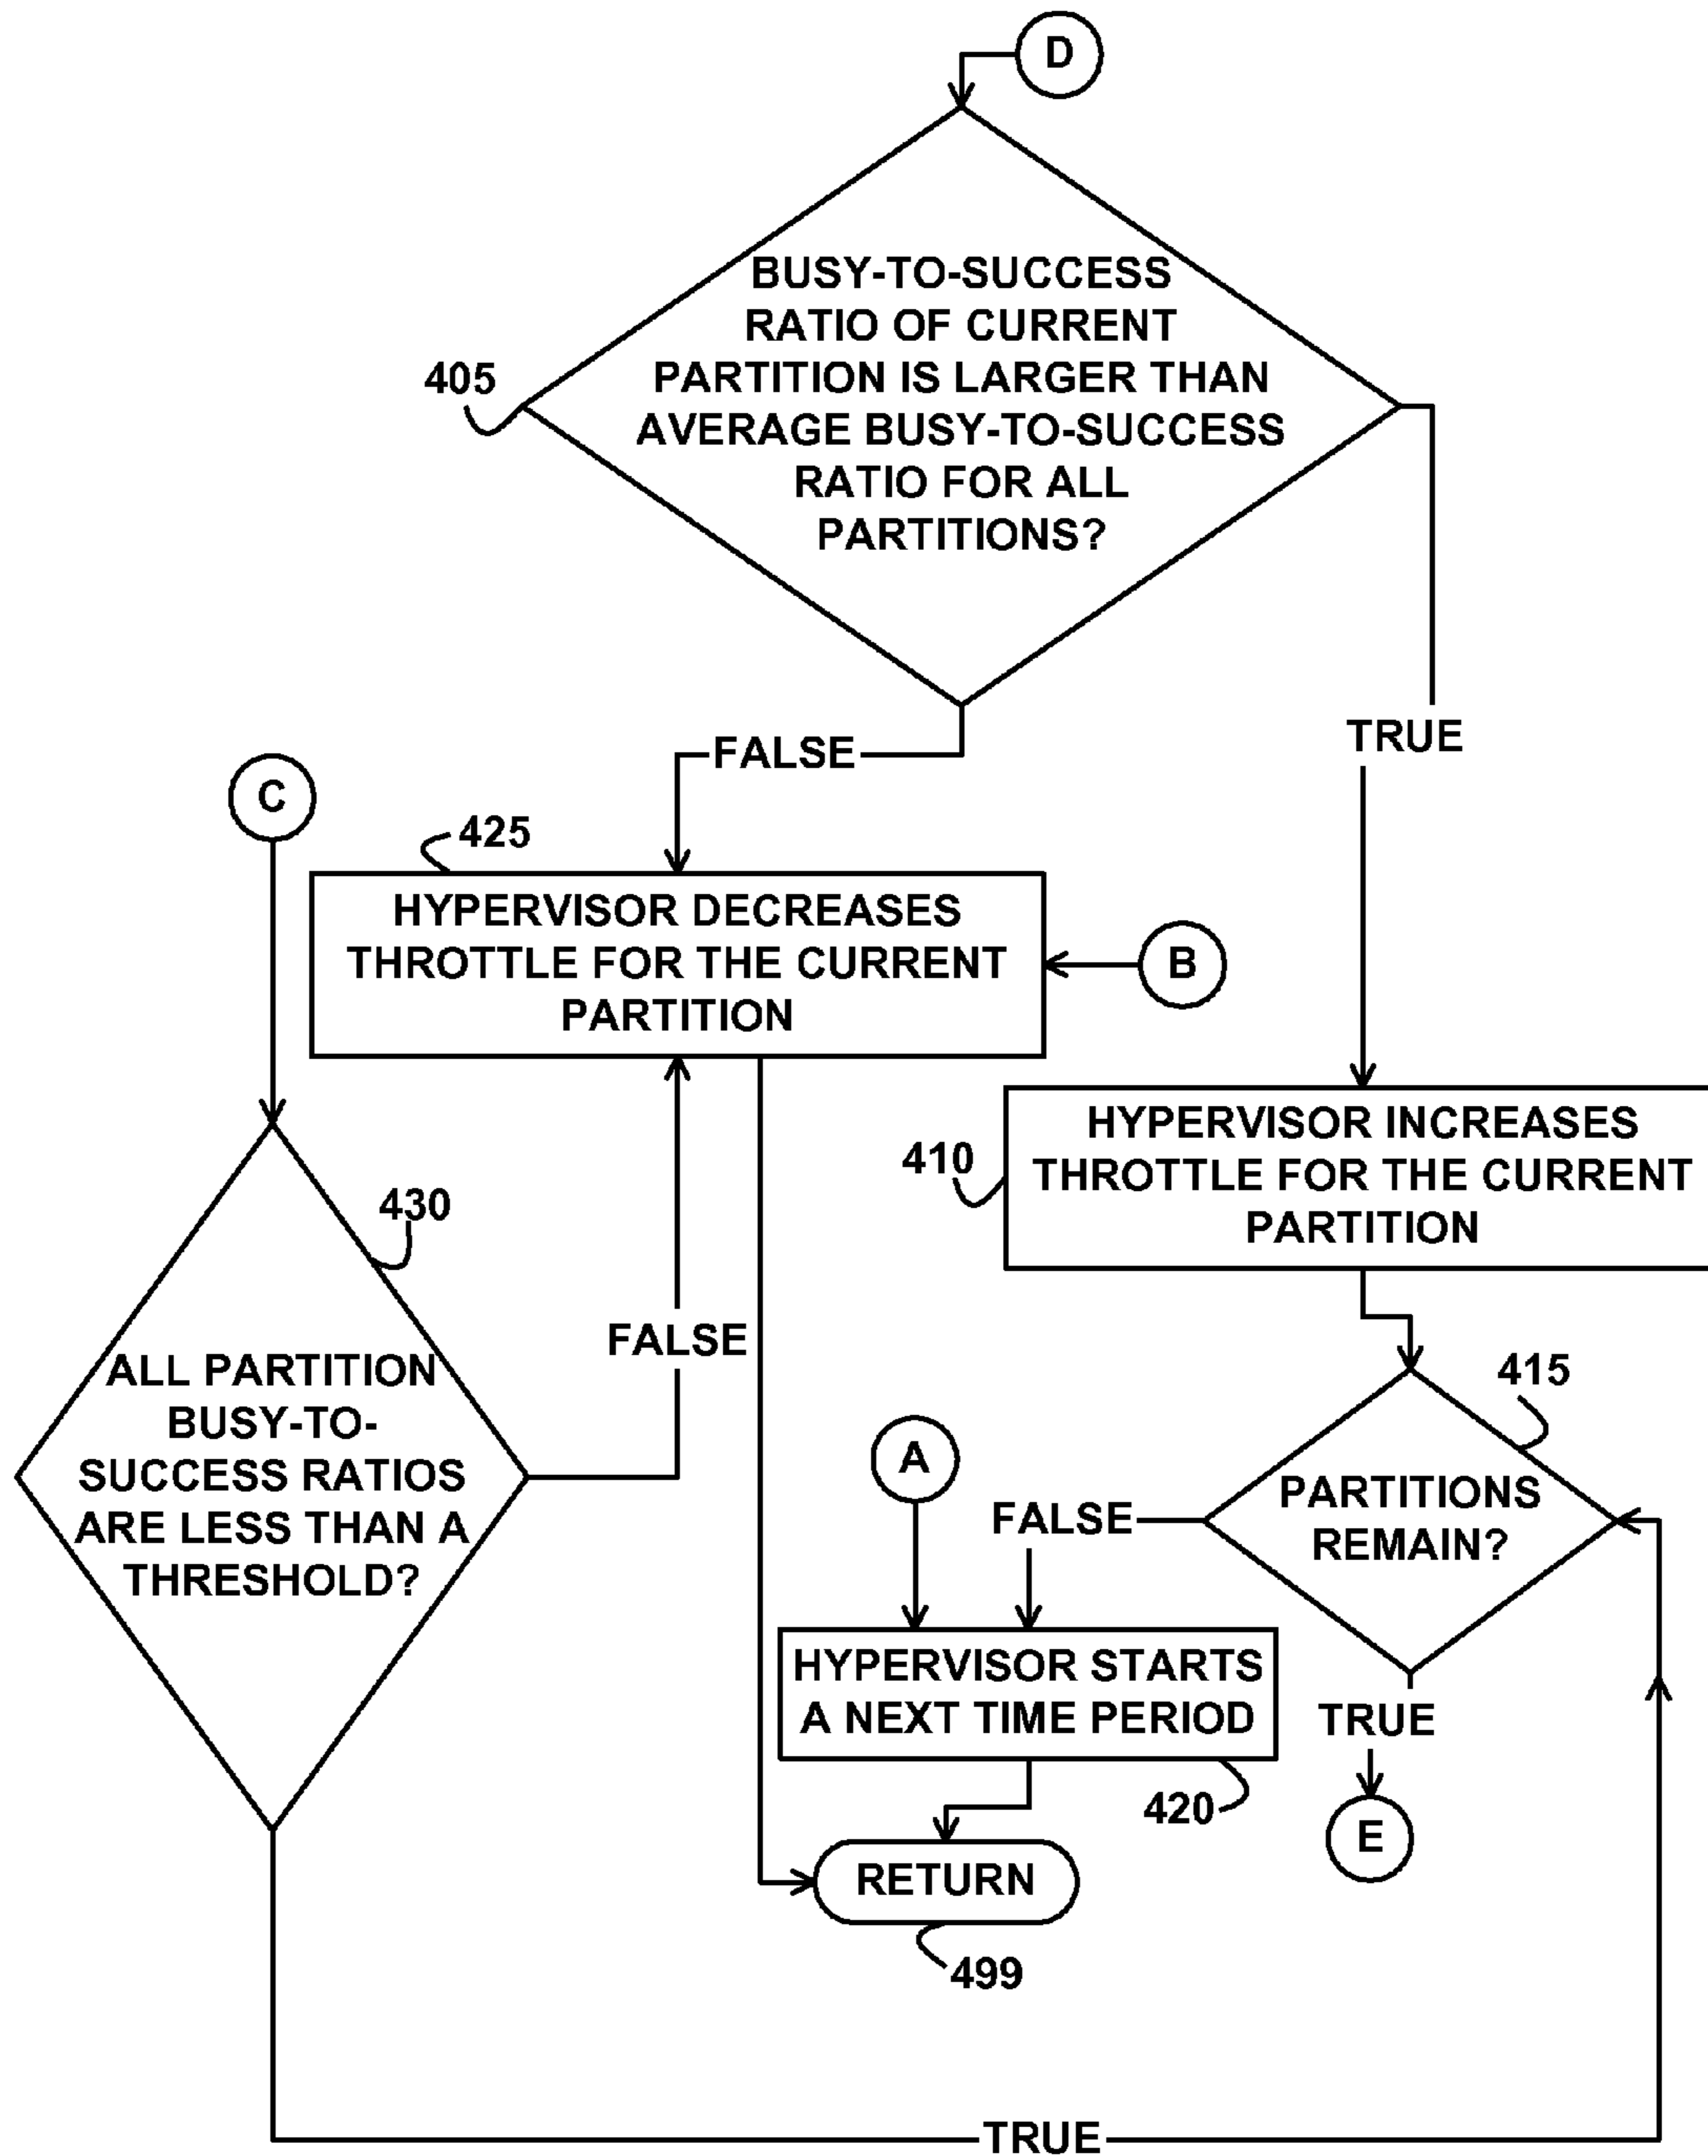 D
BUSY-TO-SUCCESS
RATIO OF CURRENT
PARTITION IS LARGER THAN
AVERAGE BUSY-TO-SUCCESS
RATIO FOR ALL
PARTITIONS?
405
FALSE
TRUE
C
425
HYPERVISOR DECREASES
THROTTLE FOR THE CURRENT
PARTITION
B
HYPERVISOR INCREASES
THROTTLE FOR THE CURRENT
PARTITION
410
430
FALSE
ALL PARTITION
BUSY-TO-
SUCCESS RATIOS
ARE LESS THAN A
THRESHOLD?
415
A
FALSE
PARTITIONS
REMAIN?
HYPERVISOR STARTS
A NEXT TIME PERIOD
TRUE
420
E
RETURN
499
TRUE